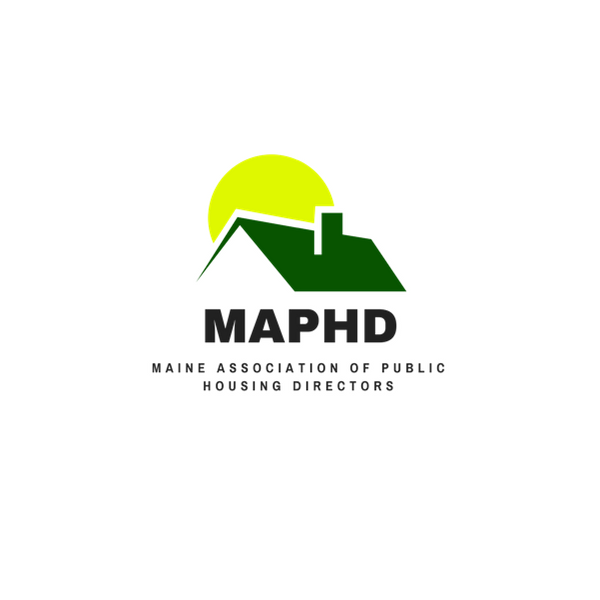 MAPHD
MAINE ASSOCIATION OF PUBLIC
HOUSING DIRECTORS